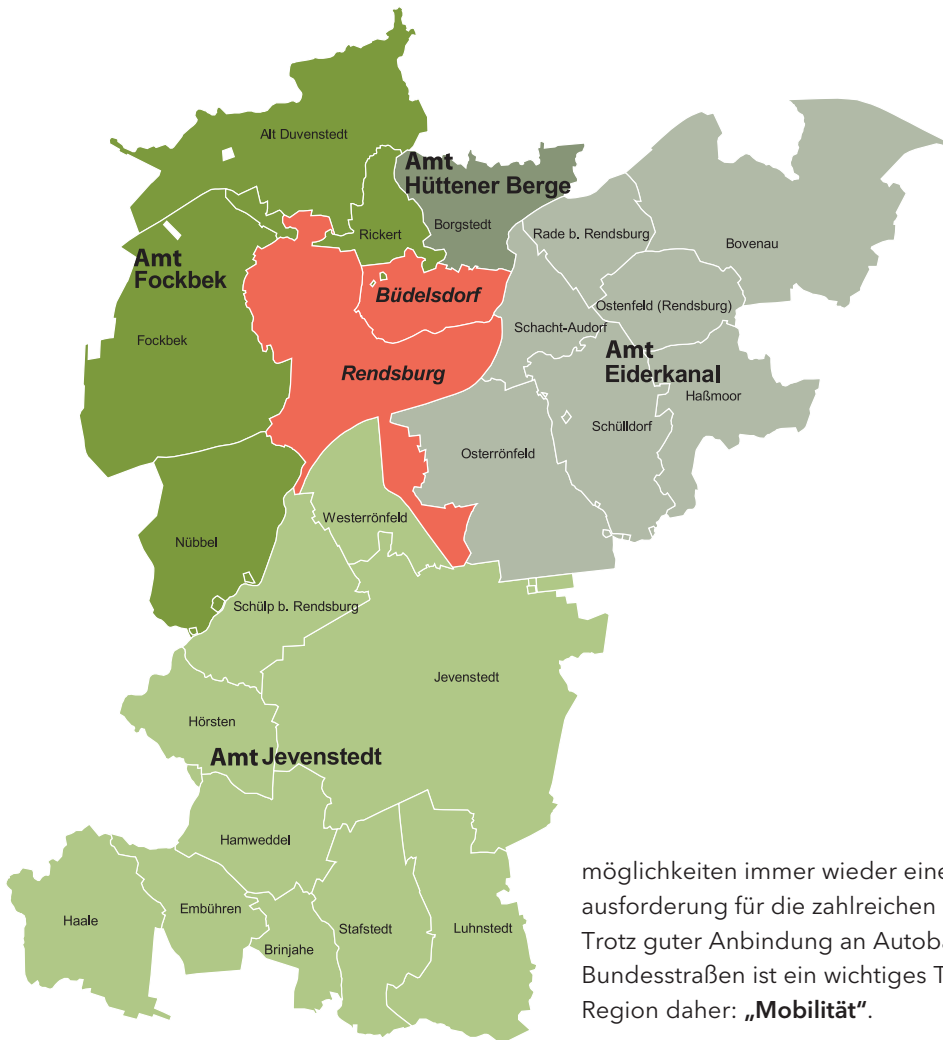 Alt Duvenstedt
Amt
Hüttener Berge
Borgstedt
Rickert
Rade b. Rendsburg
Bovenau
Amt
Fockbek
Büdelsdorf
Ostenfeld (Rendsburg)
Schacht-Audorf
Fockbek
Rendsburg
Amt
Eiderkanal
Haßmoor
Schülldorf
Osterrönfeld
Westerrönfeld
Nübbel
Schülp b. Rendsburg
Jevenstedt
Hörsten
Amt Jevenstedt
Hamweddel
Haale
Embühren
Brinjahe
Stafstedt
Luhnstedt
möglichkeiten immer wieder eine
ausforderung für die zahlreichen
Trotz guter Anbindung an Autoba
Bundesstraßen ist ein wichtiges T
Region daher: „Mobilität“.